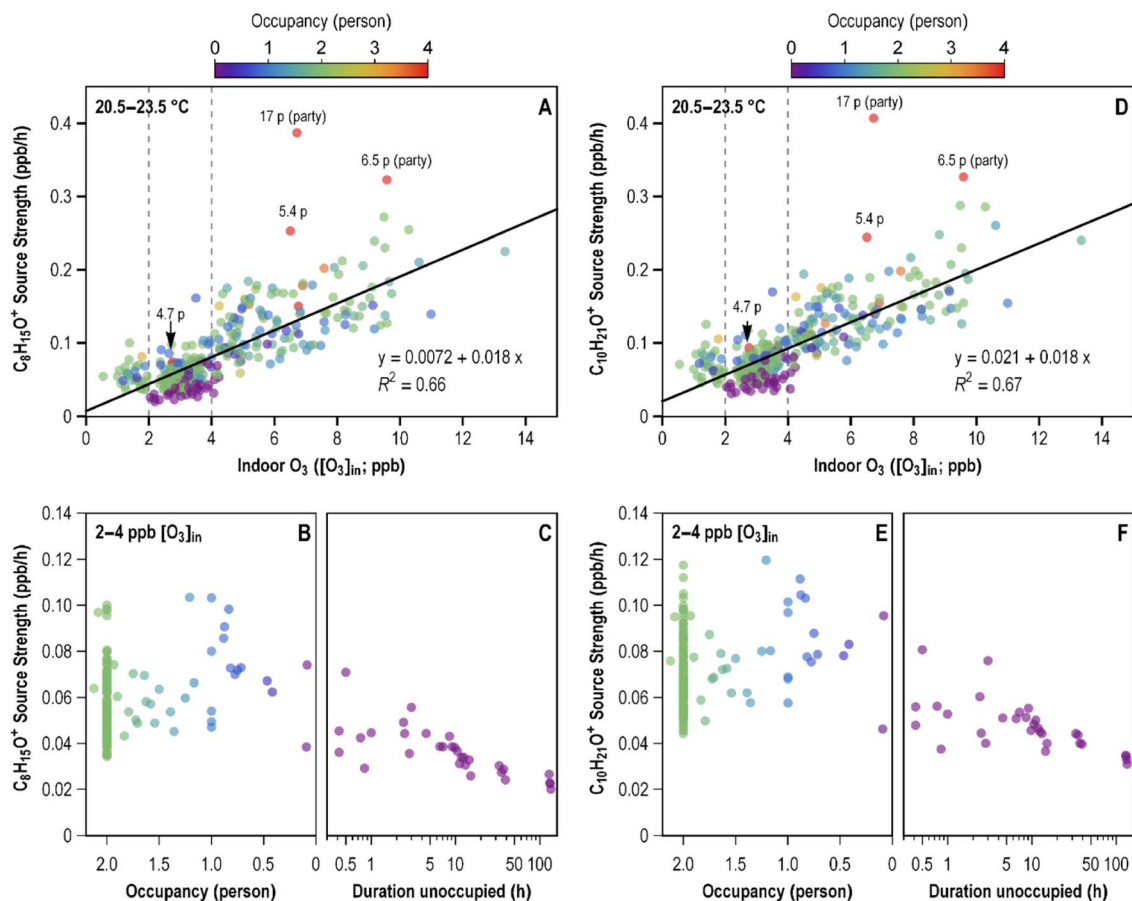 Occupancy (person)
0 1 2 3 4
20.5–23.5 °C
A
17 p (party)
6.5 p (party)
5.4 p
4.7 p
y = 0.0072 + 0.018 x
R² = 0.66
C₈H₁₅O⁺ Source Strength (ppb/h)
0.4
0.3
0.2
0.1
0
0 2 4 6 8 10 12 14
Indoor O₃ ([O₃]in; ppb)
Occupancy (person)
0 1 2 3 4
20.5–23.5 °C
D
17 p (party)
6.5 p (party)
5.4 p
4.7 p
y = 0.021 + 0.018 x
R² = 0.67
C₁₀H₂₁O⁺ Source Strength (ppb/h)
0.4
0.3
0.2
0.1
0
0 2 4 6 8 10 12 14
Indoor O₃ ([O₃]in; ppb)
2–4 ppb [O₃]in
B
C₈H₁₅O⁺ Source Strength (ppb/h)
0.14
0.12
0.10
0.08
0.06
0.04
0.02
0
2.0 1.5 1.0 0.5 0
Occupancy (person)
C
0.5 1 5 10 50 100
Duration unoccupied (h)
2–4 ppb [O₃]in
E
C₁₀H₂₁O⁺ Source Strength (ppb/h)
0.14
0.12
0.10
0.08
0.06
0.04
0.02
0
2.0 1.5 1.0 0.5 0
Occupancy (person)
F
0.5 1 5 10 50 100
Duration unoccupied (h)